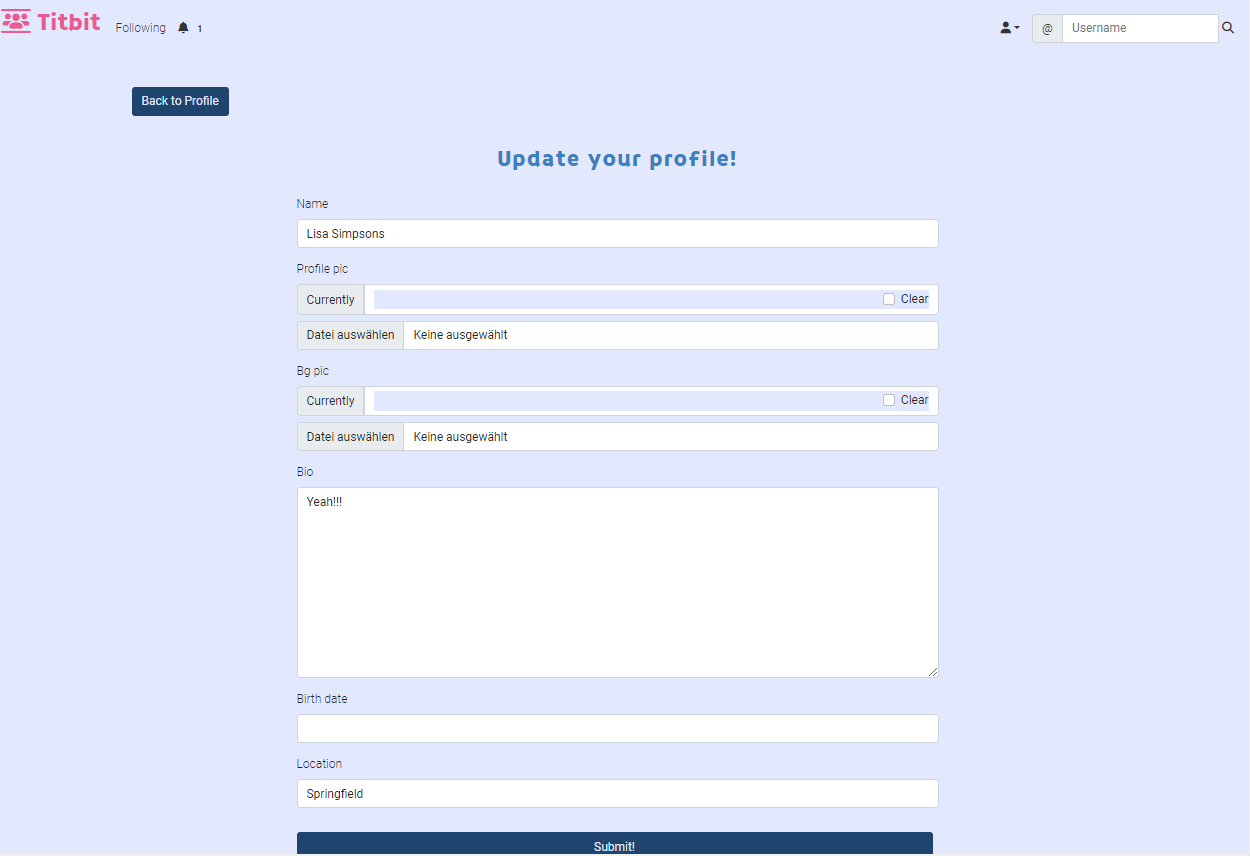 Titbit Following 1 @ Username
Back to Profile
Update your profile!
Name
Lisa Simpsons
Profile pic
Currently Clear
Datei auswählen Keine ausgewählt
Bg pic
Currently Clear
Datei auswählen Keine ausgewählt
Bio
Yeah!!!
Birth date
Location
Springfield
Submit!